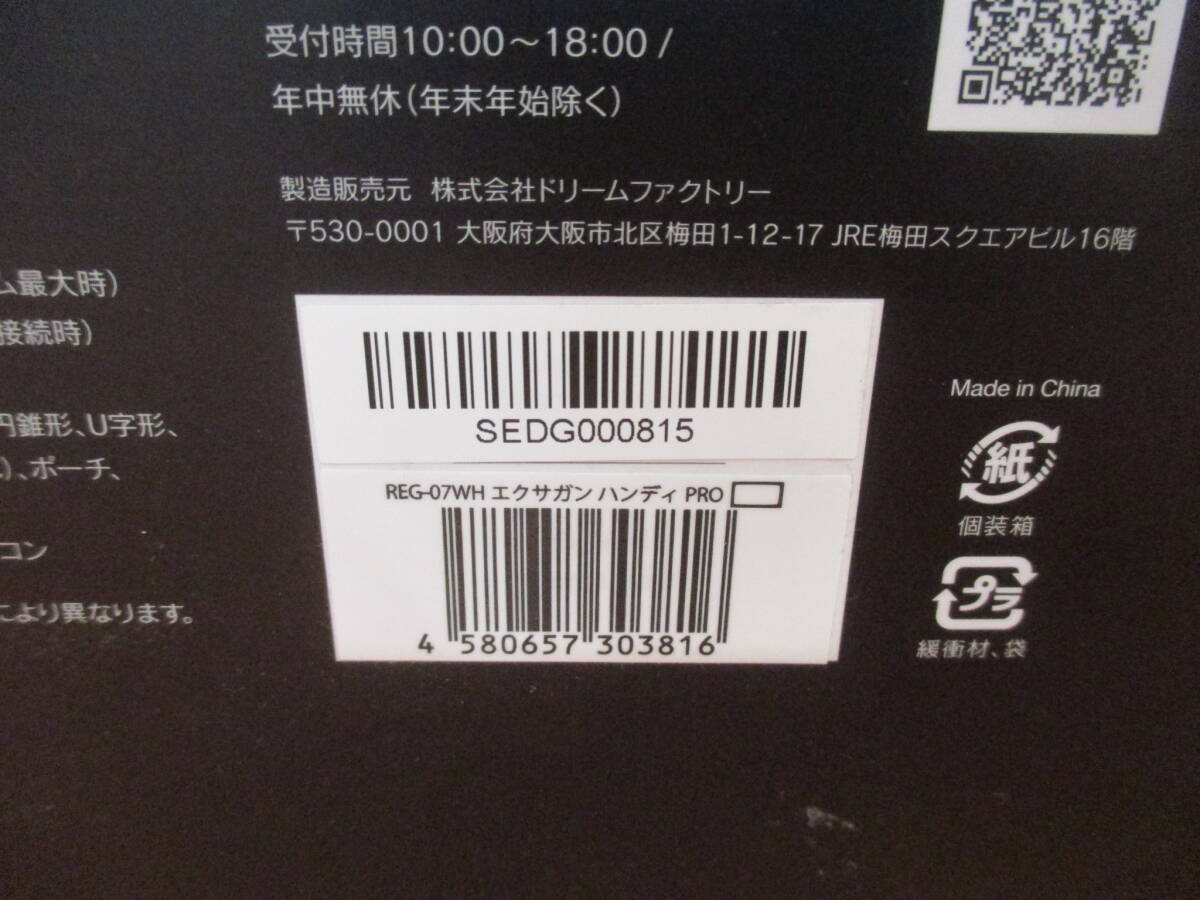 受付時間10:00～18:00 /
年中無休(年末年始除く)
製造販売元 株式会社ドリームファクトリー
〒530-0001 大阪府大阪市北区梅田1-12-17 JRE梅田スクエアビル16階
ム最大時)
接続時)
円錐形、U字形、
)、ポーチ、
コン
により異なります。
SEDG000815
REG-07WH エクサガン ハンディ PRO
4 580657 303816
Made in China
紙
個装箱
プラ
緩衝材、袋